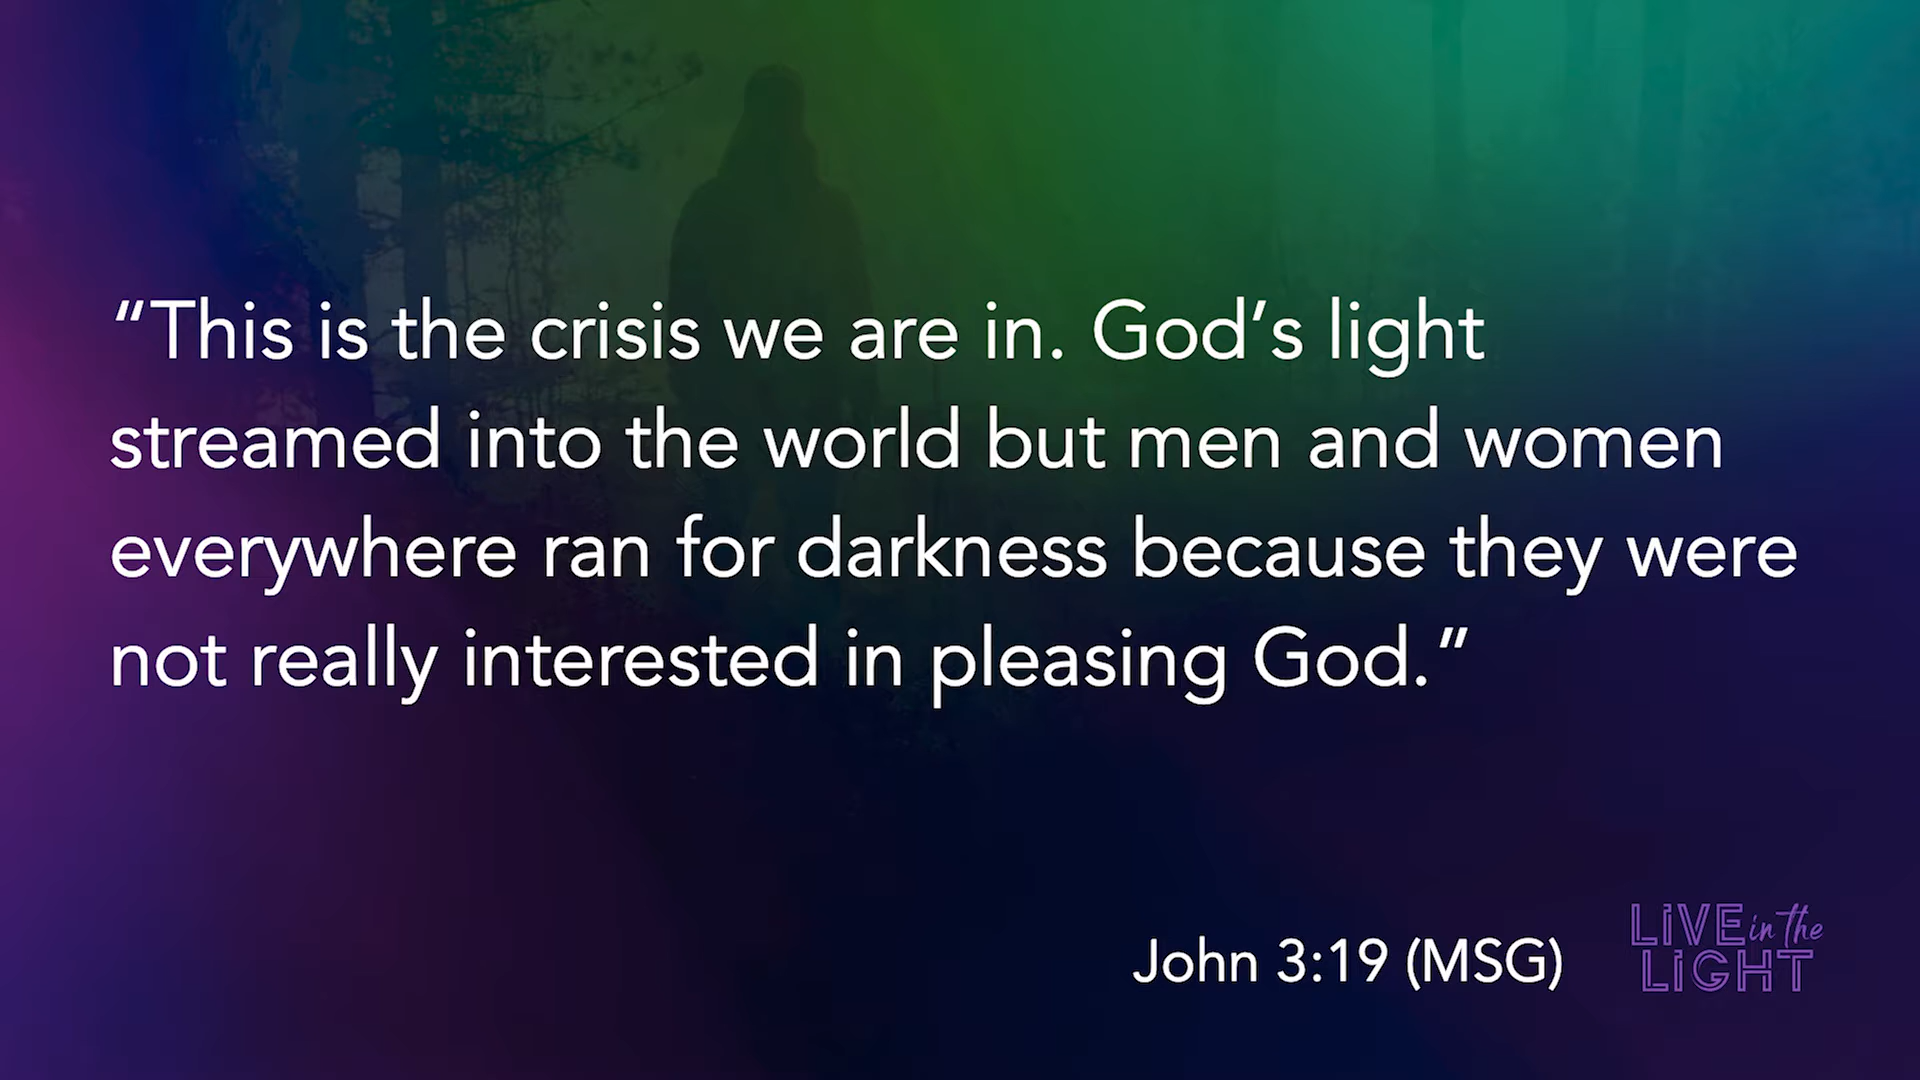 “This is the crisis we are in. God’s light
streamed into the world but men and women
everywhere ran for darkness because they were
not really interested in pleasing God.”
John 3:19 (MSG)
LIVE in the
LIGHT